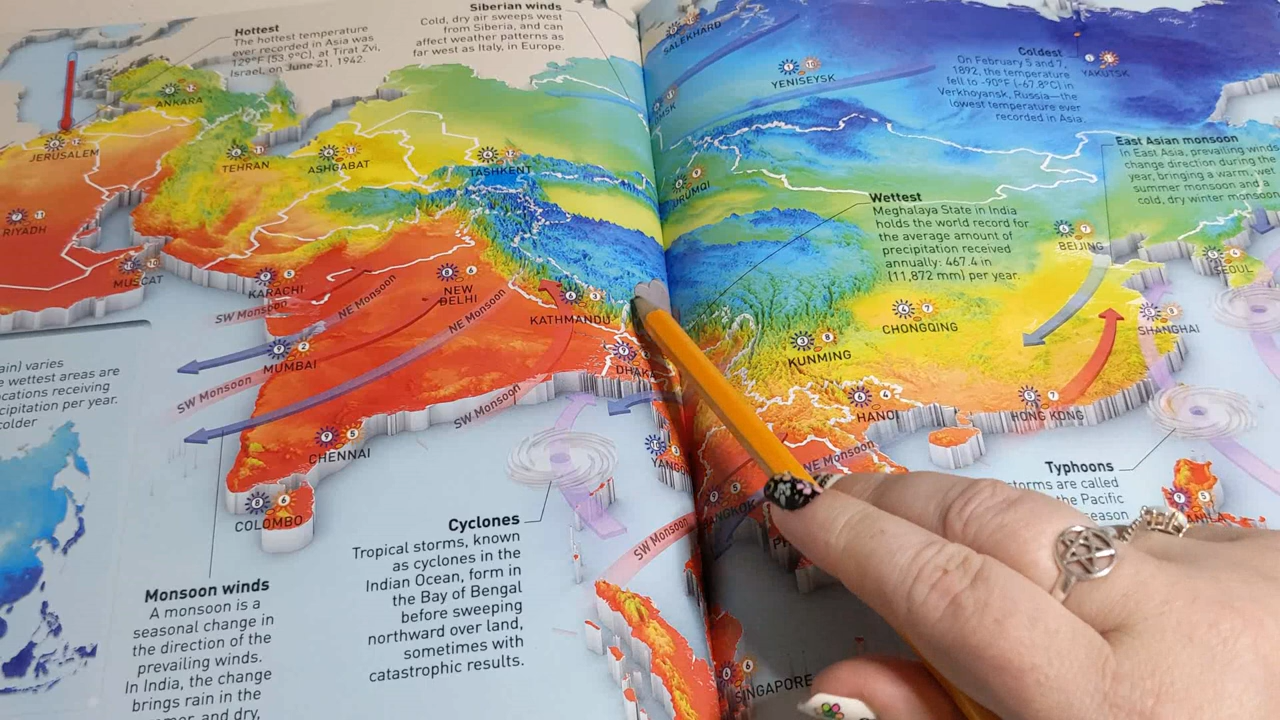 Hottest
The hottest temperature
ever recorded in Asia was
129°F (53.9°C), at Tirat Zvi,
Israel, on June 21, 1942.
Siberian winds
Cold, dry air sweeps west
from Siberia, and can
affect weather patterns as
far west as Italy, in Europe.
SALEKHARD
YENISEYSK
Coldest
On February 5 and 7,
1892, the temperature
fell to -90°F (-67.8°C) in
Verkhoyansk, Russia—the
lowest temperature ever
recorded in Asia.
YAKUTSK
East Asian monsoon
In East Asia, prevailing winds
change direction during the
year, bringing a warm, wet
summer monsoon and a
cold, dry winter monsoon
ANKARA
JERUSALEM
TEHRAN
ASHGABAT
TASHKENT
RIYADH
MUSCAT
KARACHI
NEW
DELHI
KATHMANDU
DHAKA
MUMBAI
CHENNAI
COLOMBO
SW Monsoon
NE Monsoon
NE Monsoon
SW Monsoon
SW Monsoon
Wettest
Meghalaya State in India
holds the world record for
the average amount of
precipitation received
annually: 467.4 in
(11,872 mm) per year.
BEIJING
SEOUL
SHANGHAI
CHONGQING
KUNMING
HANOI
HONG KONG
NE Monsoon
SW Monsoon
SINGAPORE
ain) varies
e wettest areas are
ocations receiving
cipitation per year.
colder
Monsoon winds
A monsoon is a
seasonal change in
the direction of the
prevailing winds.
In India, the change
brings rain in the
mer, and dry,
Cyclones
Tropical storms, known
as cyclones in the
Indian Ocean, form in
the Bay of Bengal
before sweeping
northward over land,
sometimes with
catastrophic results.
Typhoons
storms are called
the Pacific
season